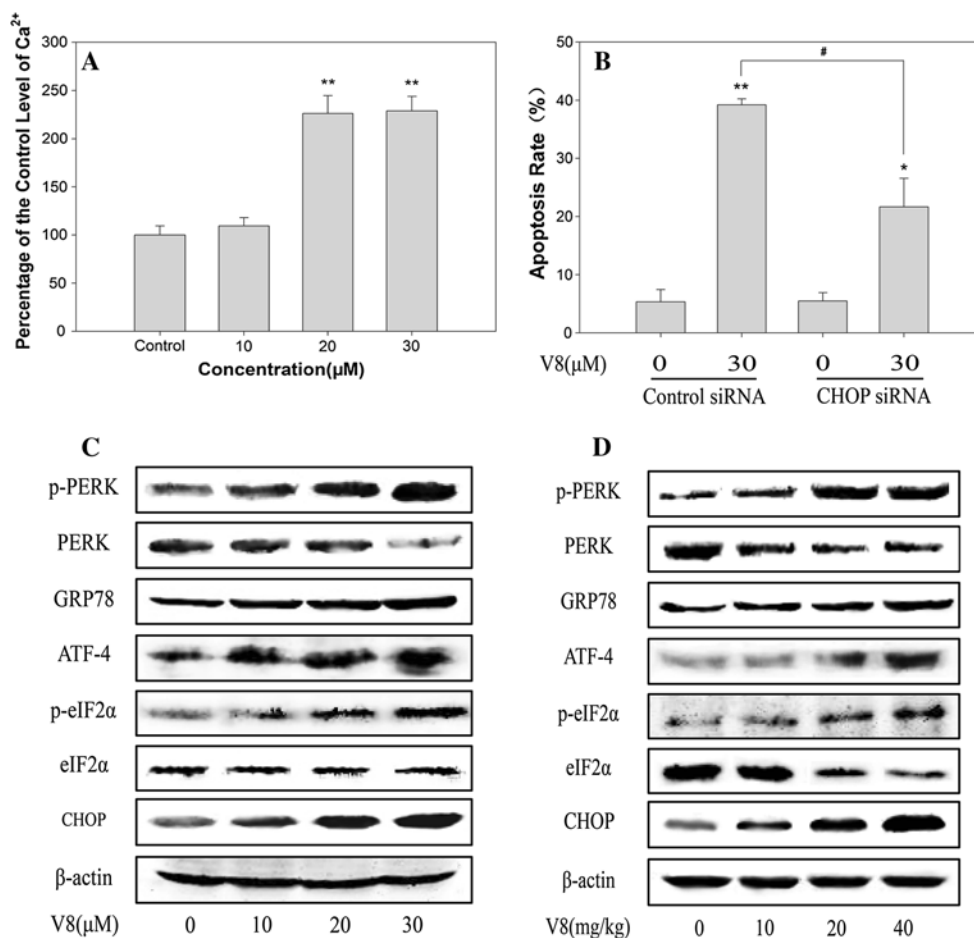 A
Percentage of the Control Level of Ca²⁺
300
250
200
150
100
50
0
**
**
Control
10
20
30
Concentration(μM)
B
Apoptosis Rate (%)
50
40
30
20
10
0
#
**
*
V8(μM)
0
30
0
30
Control siRNA
CHOP siRNA
C
p-PERK
PERK
GRP78
ATF-4
p-eIF2α
eIF2α
CHOP
β-actin
V8(μM) 0 10 20 30
D
p-PERK
PERK
GRP78
ATF-4
p-eIF2α
eIF2α
CHOP
β-actin
V8(mg/kg) 0 10 20 40